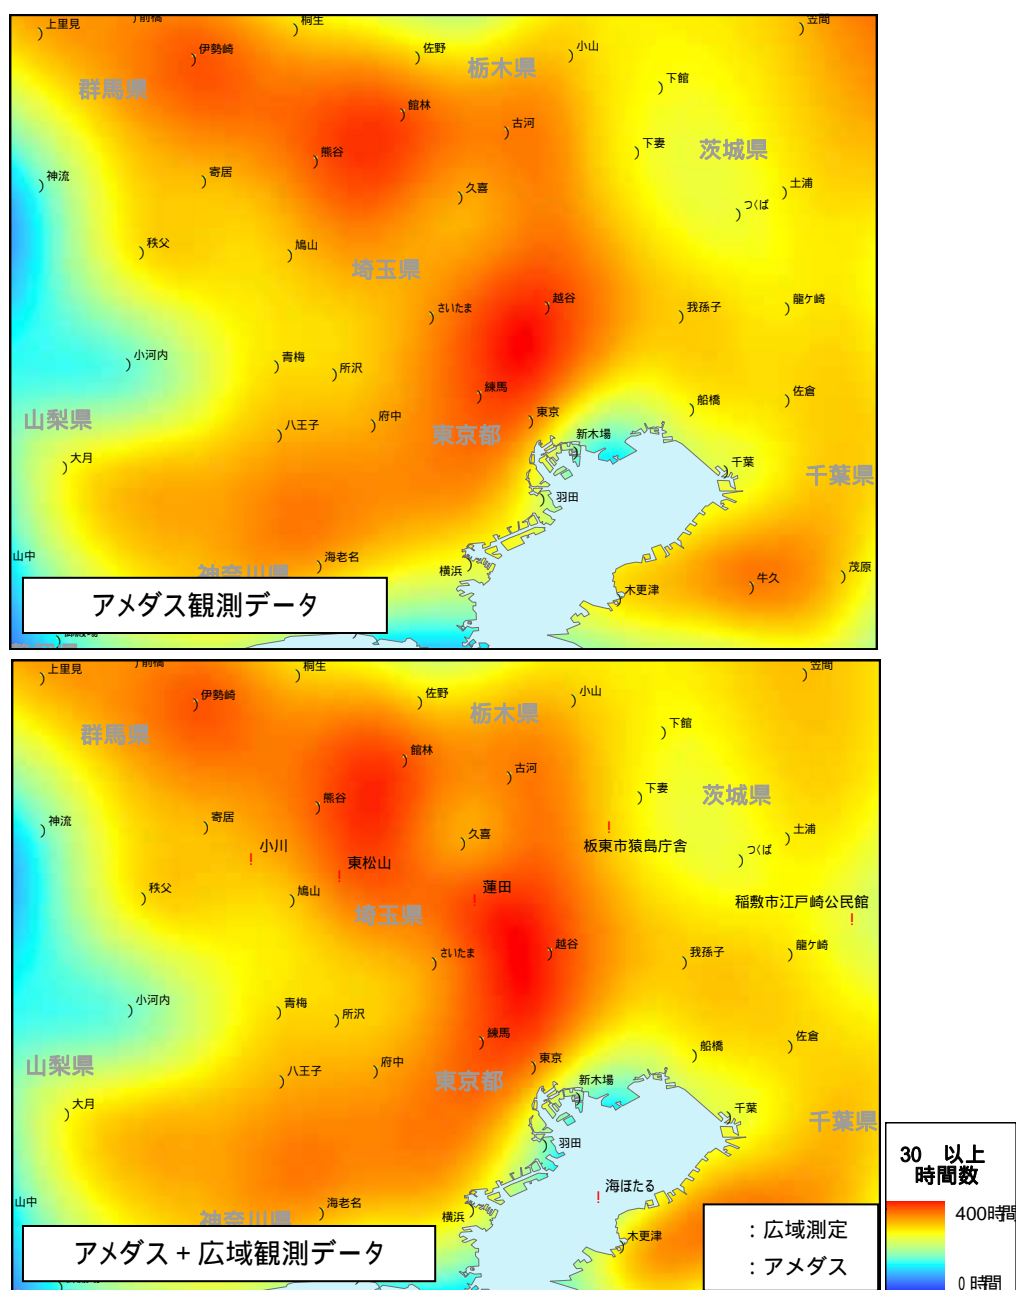 上里見
前橋
桐生
笠間
伊勢崎
佐野
小山
栃木県
下館
群馬県
館林
古河
下妻
茨城県
熊谷
神流
寄居
久喜
土浦
つくば
秩父
鳩山
埼玉県
さいたま
越谷
我孫子
龍ケ崎
小河内
青梅
所沢
練馬
船橋
佐倉
山梨県
八王子
府中
東京都
東京
新木場
大月
千葉
千葉県
羽田
山中
海老名
横浜
神奈川県
木更津
牛久
茂原
アメダス観測データ
上里見
前橋
桐生
笠間
伊勢崎
佐野
小山
栃木県
下館
群馬県
館林
古河
下妻
茨城県
熊谷
神流
寄居
久喜
土浦
小川
東松山
板東市猿島庁舎
つくば
秩父
鳩山
蓮田
稲敷市江戸崎公民館
埼玉県
さいたま
越谷
我孫子
龍ケ崎
小河内
青梅
所沢
練馬
船橋
佐倉
山梨県
八王子
府中
東京都
東京
新木場
大月
千葉
千葉県
羽田
海ほたる
山中
海老名
横浜
神奈川県
木更津
アメダス + 広域観測データ
：広域測定
：アメダス
30 以上
時間数
400時間
0 時間